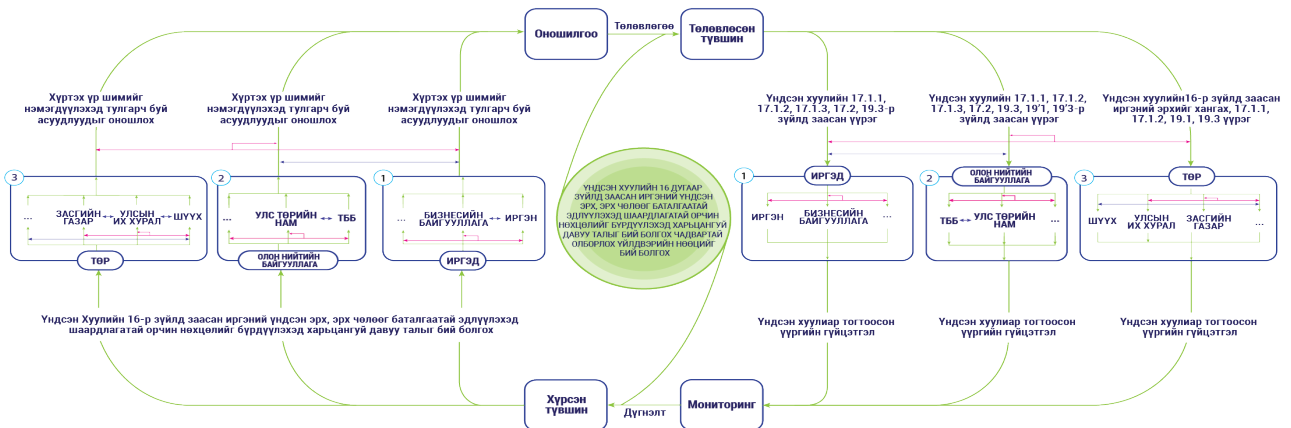 Оношилгоо
Төлөвлөгөө
Төлөвлөсөн
түвшин
Хүртэх үр шимийг
нэмэгдүүлэхэд тулгарч буй
асуудлуудыг оношлох
Хүртэх үр шимийг
нэмэгдүүлэхэд тулгарч буй
асуудлуудыг оношлох
Хүртэх үр шимийг
нэмэгдүүлэхэд тулгарч буй
асуудлуудыг оношлох
Үндсэн хуулийн 17.1.1,
17.1.2, 17.1.3, 17.2, 19.3-р
зүйлд заасан үүрэг
Үндсэн хуулийн 17.1.1, 17.1.2,
17.1.3, 17.2, 19.3, 19'1, 19'3-р
зүйлд заасан үүрэг
Үндсэн хуулийн16-р зүйлд заасан
иргэний эрхийг хангах, 17.1.1,
17.1.2, 19.1, 19.3 үүрэг
3
...
ЗАСГИЙН
ГАЗАР
УЛСЫН
ИХ ХУРАЛ
ШҮҮХ
ТӨР
2
...
УЛС ТӨРИЙН
НАМ
ТББ
ОЛОН НИЙТИЙН
БАЙГУУЛЛАГА
1
...
БИЗНЕСИЙН
БАЙГУУЛЛАГА
ИРГЭН
ИРГЭД
ҮНДСЭН ХУУЛИЙН 16 ДУГААР
ЗҮЙЛД ЗААСАН ИРГЭНИЙ ҮНДСЭН
ЭРХ, ЭРХ ЧӨЛӨӨГ БАТАЛГААТАЙ
ЭДЛҮҮЛЭХЭД ШААРДЛАГАТАЙ ОРЧИН
НӨХЦӨЛИЙГ БҮРДҮҮЛЭХЭД ХАРЬЦАНГУЙ
ДАВУУ ТАЛЫГ БИЙ БОЛГОХ ЧАДВАРТАЙ
ОЛБОРЛОХ ҮЙЛДВЭРИЙН НӨӨЦИЙГ
БИЙ БОЛГОХ
1
ИРГЭД
ИРГЭН
БИЗНЕСИЙН
БАЙГУУЛЛАГА
...
2
ОЛОН НИЙТИЙН
БАЙГУУЛЛАГА
ТББ
УЛС ТӨРИЙН
НАМ
...
3
ТӨР
ШҮҮХ
УЛСЫН
ИХ ХУРАЛ
ЗАСГИЙН
ГАЗАР
...
Үндсэн Хуулийн 16-р зүйлд заасан иргэний үндсэн эрх, эрх чөлөөг баталгаатай эдлүүлэхэд
шаардлагатай орчин нөхцөлийг бүрдүүлэхэд харьцангуй давуу талыг бий болгох
Үндсэн хуулиар тогтоосон
үүргийн гүйцэтгэл
Үндсэн хуулиар тогтоосон
үүргийн гүйцэтгэл
Үндсэн хуулиар тогтоосон
үүргийн гүйцэтгэл
Хүрсэн
түвшин
Дүгнэлт
Мониторинг